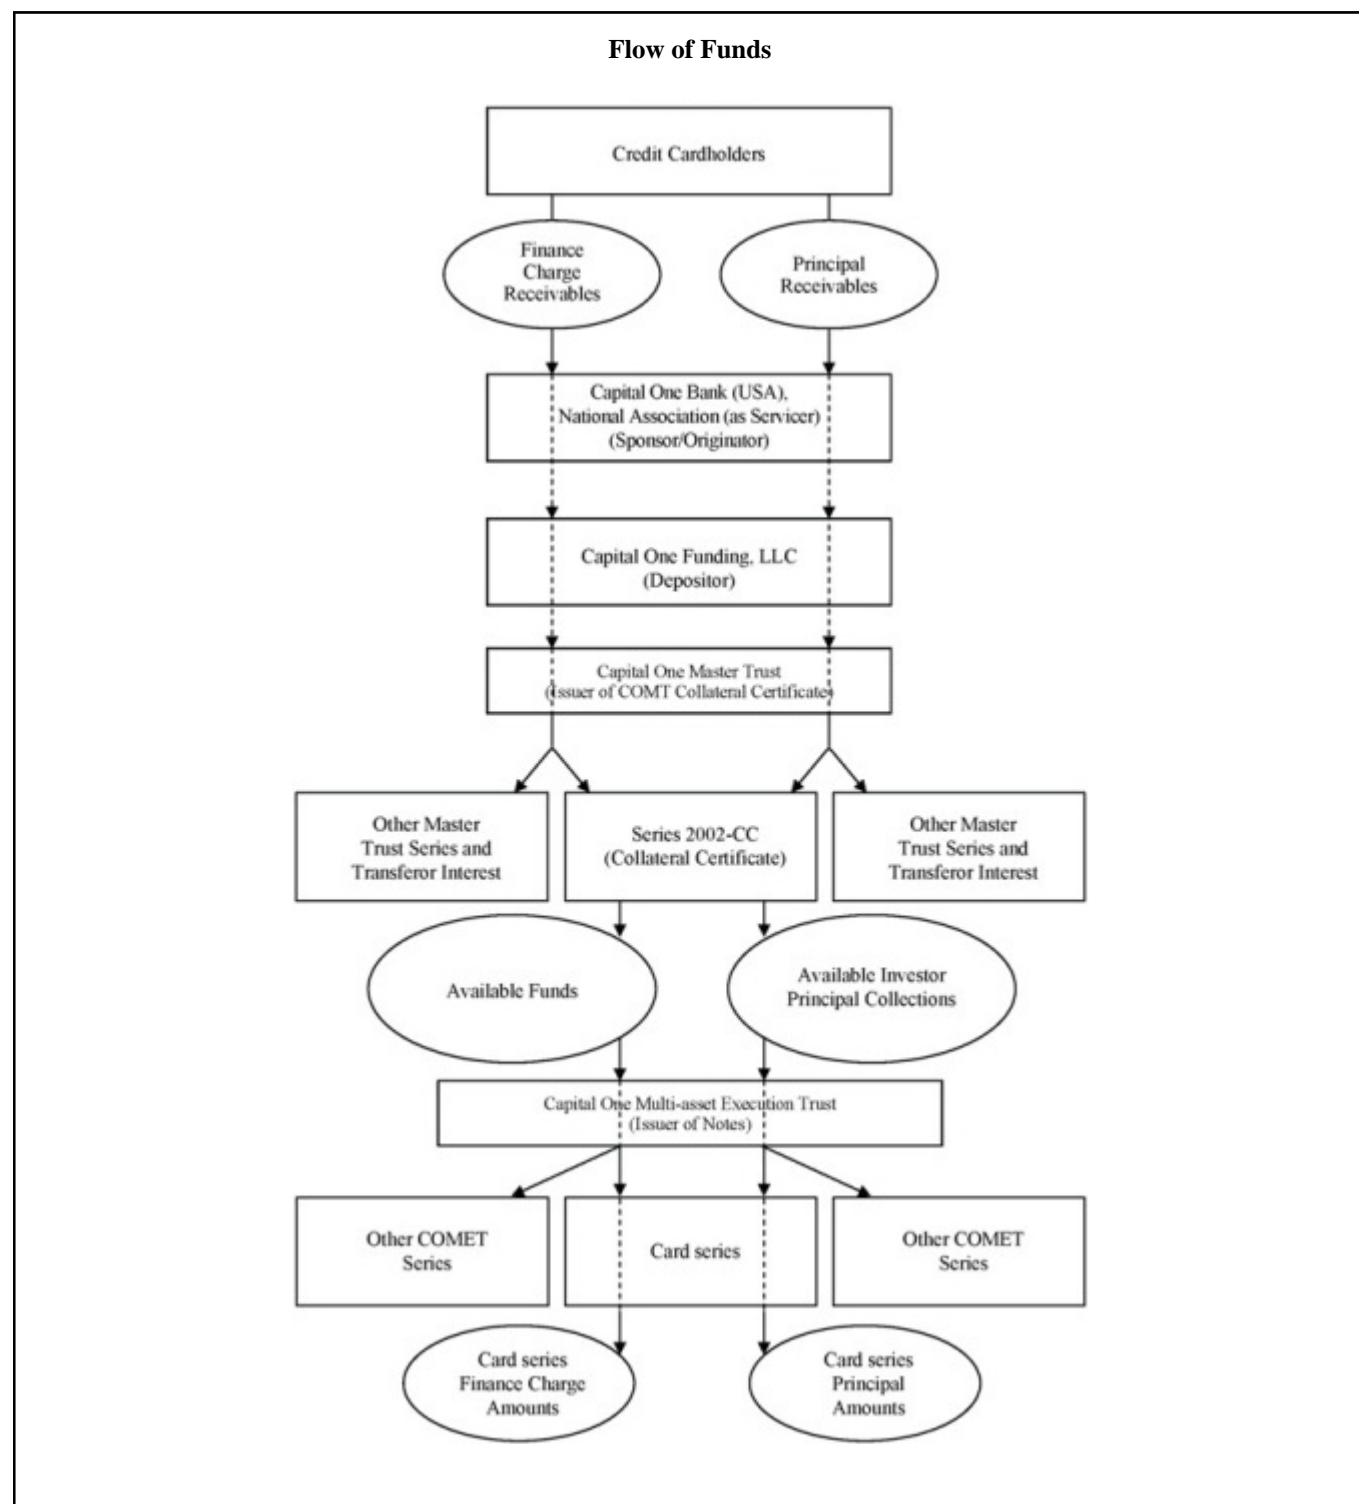 Flow of Funds
Credit Cardholders
Finance
Charge
Receivables
Principal
Receivables
Capital One Bank (USA),
National Association (as Servicer)
(Sponsor/Originator)
Capital One Funding, LLC
(Depositor)
Capital One Master Trust
(Issuer of COMT Collateral Certificate)
Other Master
Trust Series and
Transferor Interest
Series 2002-CC
(Collateral Certificate)
Other Master
Trust Series and
Transferor Interest
Available Funds
Available Investor
Principal Collections
Capital One Multi-asset Execution Trust
(Issuer of Notes)
Other COMET
Series
Card series
Other COMET
Series
Card series
Finance Charge
Amounts
Card series
Principal
Amounts